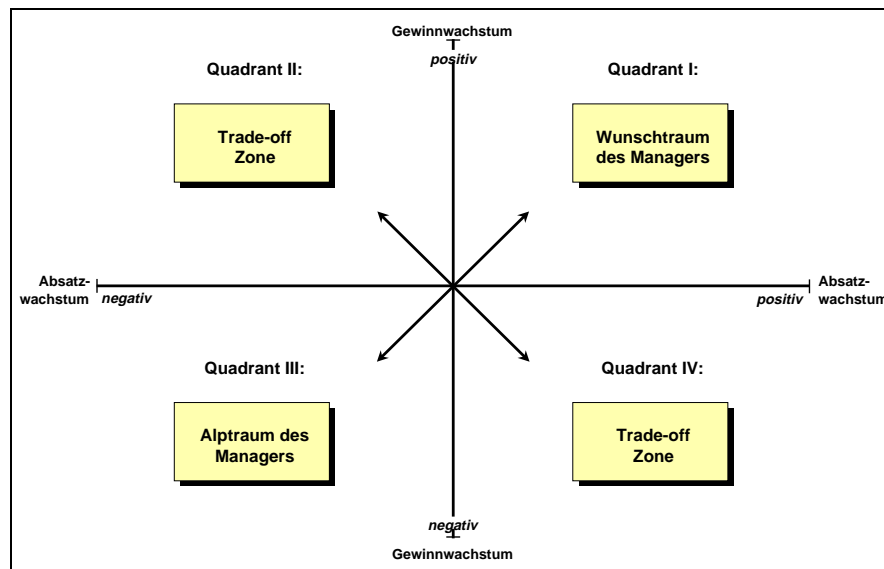 Gewinnwachstum
positiv
Quadrant II:
Quadrant I:
Trade-off
Zone
Wunschtraum
des Managers
Absatz-
wachstum
negativ
positiv
Absatz-
wachstum
Quadrant III:
Quadrant IV:
Alptraum des
Managers
Trade-off
Zone
negativ
Gewinnwachstum